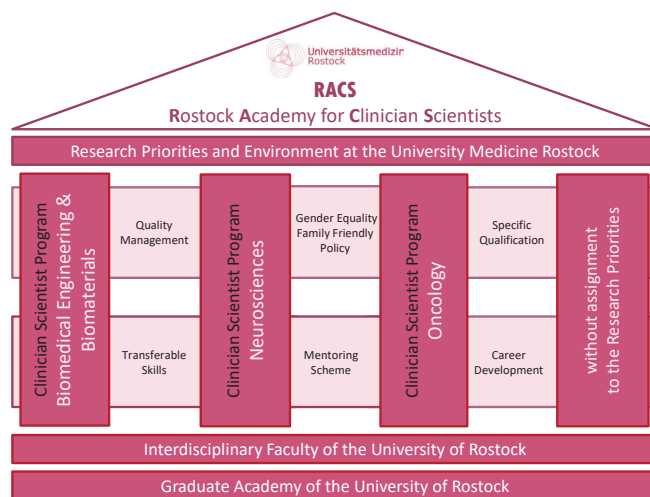 Universitätsmedizin
Rostock
RACS
Rostock Academy for Clinician Scientists
Research Priorities and Environment at the University Medicine Rostock
Clinician Scientist Program
Biomedical Engineering &
Biomaterials
Quality
Management
Clinician Scientist Program
Neurosciences
Gender Equality
Family Friendly
Policy
Clinician Scientist Program
Oncology
Specific
Qualification
without assignment
to the Research Priorities
Transferable
Skills
Mentoring
Scheme
Career
Development
Interdisciplinary Faculty of the University of Rostock
Graduate Academy of the University of Rostock